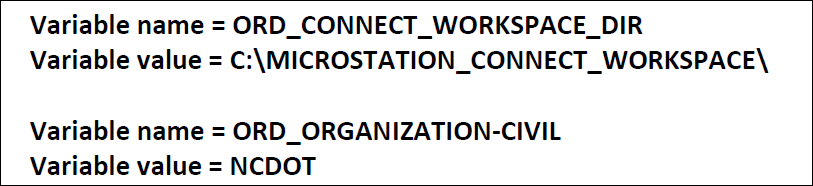 Variable name = ORD_CONNECT_WORKSPACE_DIR
Variable value = C:\MICROSTATION_CONNECT_WORKSPACE\
Variable name = ORD_ORGANIZATION-CIVIL
Variable value = NCDOT